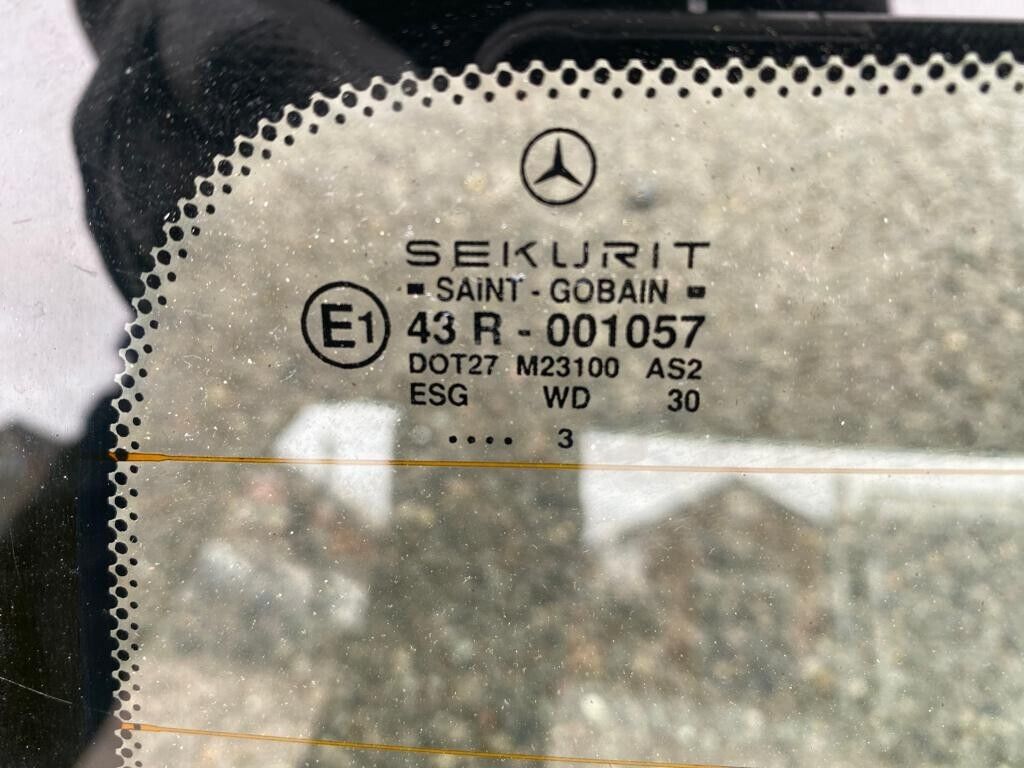 SEKURIT
SAINT - GOBAIN
E1 43 R - 001057
DOT27 M23100 AS2
ESG WD 30
.... 3